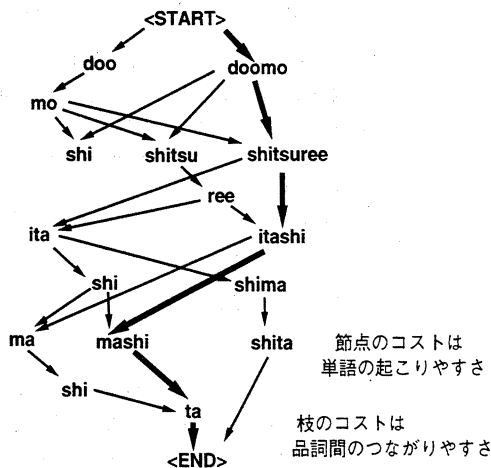 <START>
doo
doomo
mo
shi shitsu shitsuree
ree
ita itashi
shi shima
ma mashi shita
節点のコストは
単語の起こりやすさ
shi
ta
枝のコストは
品詞間のつながりやすさ
<END>